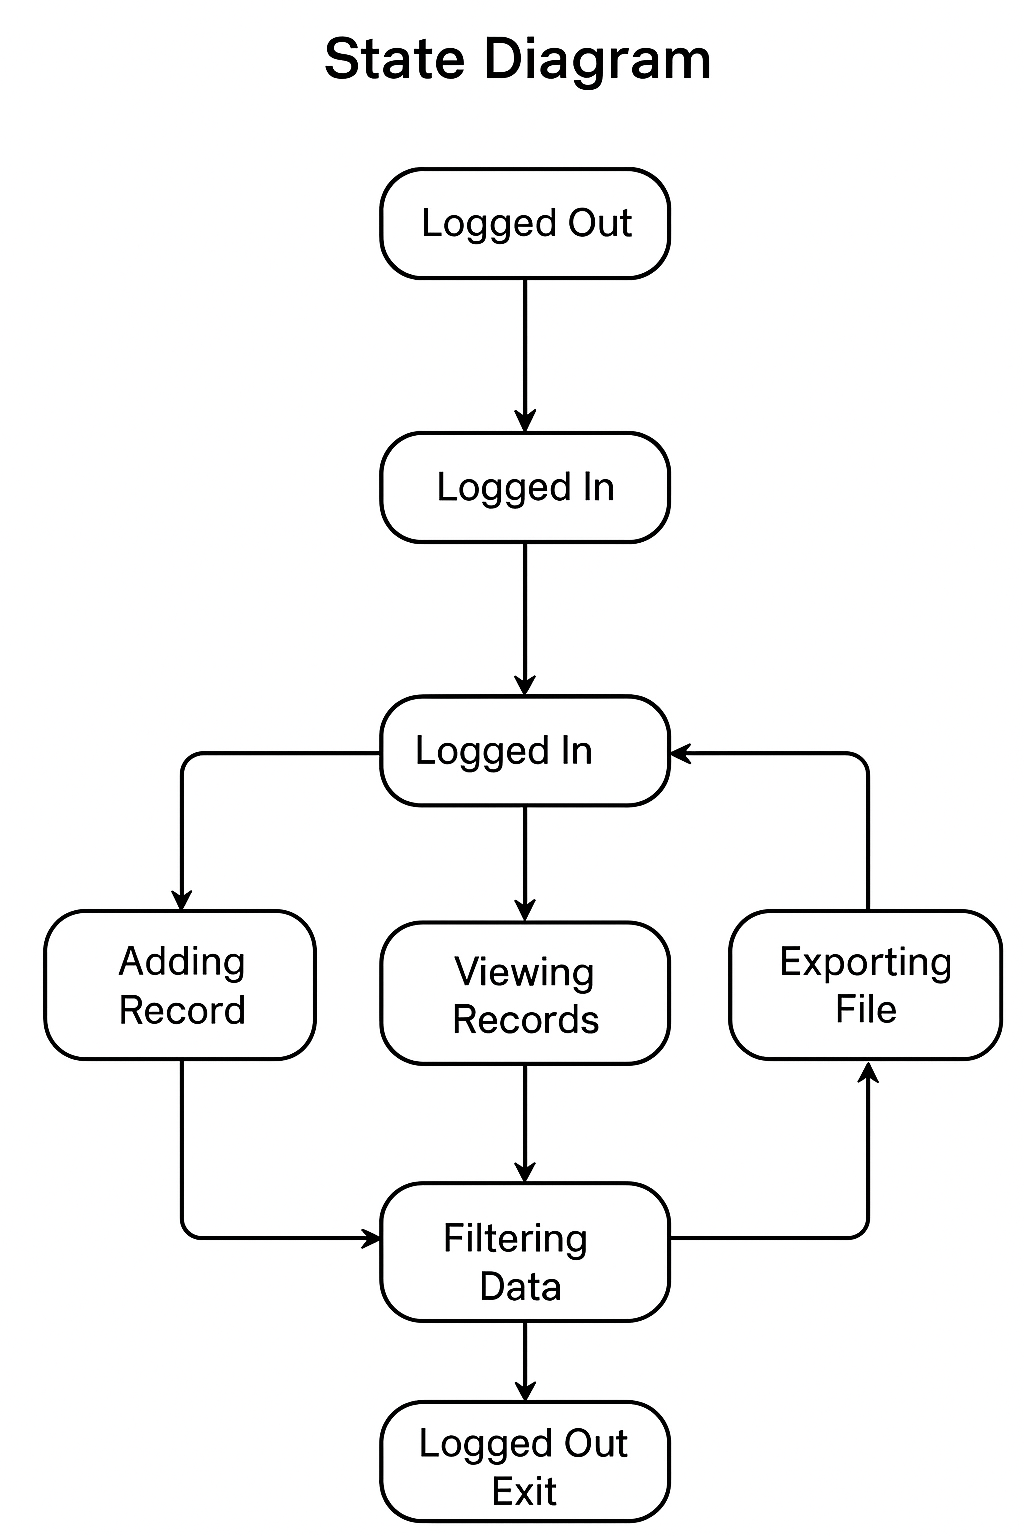 State Diagram
Logged Out
Logged In
Logged In
Adding
Record
Viewing
Records
Exporting
File
Filtering
Data
Logged Out
Exit